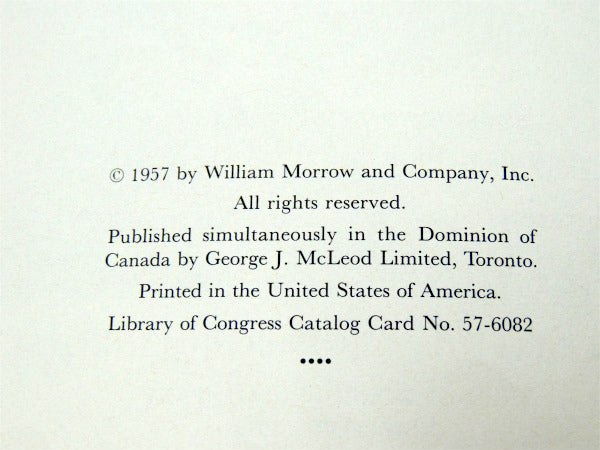 © 1957 by William Morrow and Company, Inc.
All rights reserved.
Published simultaneously in the Dominion of
Canada by George J. McLeod Limited, Toronto.
Printed in the United States of America.
Library of Congress Catalog Card No. 57-6082
••••